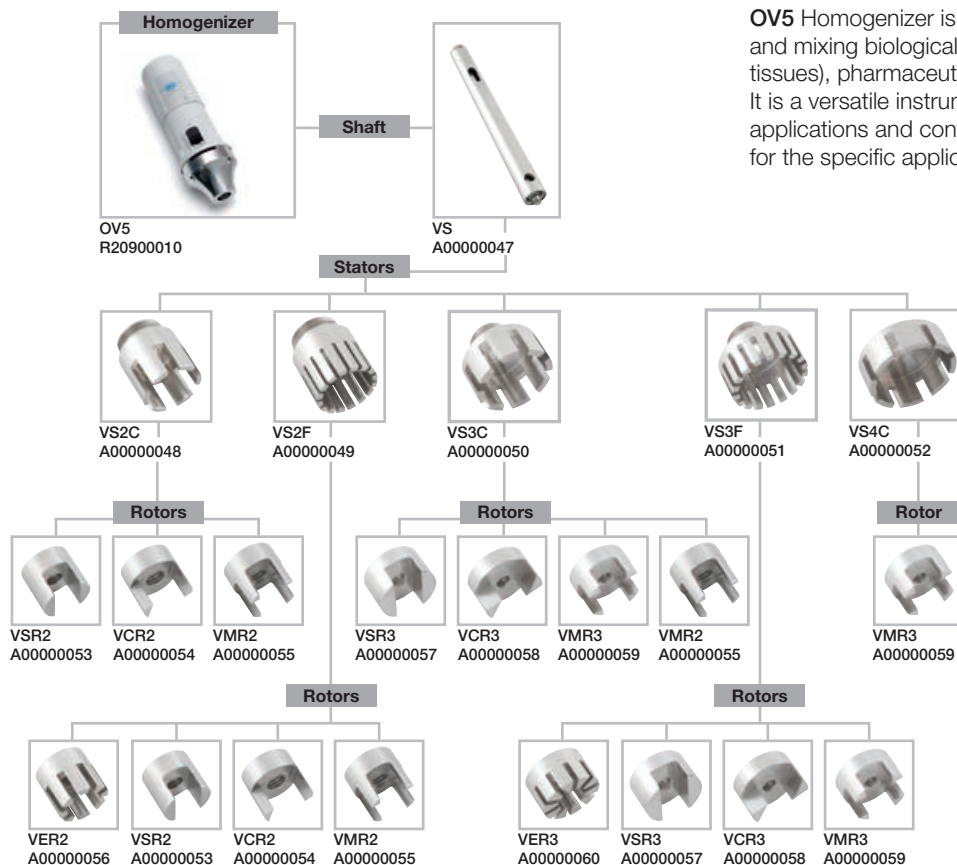 Homogenizer
OV5 Homogenizer is
and mixing biological
tissues), pharmaceut
It is a versatile instrun
applications and con
for the specific applic
Shaft
OV5
R20900010
VS
A00000047
Stators
VS2C
A00000048
VS2F
A00000049
VS3C
A00000050
VS3F
A00000051
VS4C
A00000052
Rotors
Rotors
Rotor
VSR2
A00000053
VCR2
A00000054
VMR2
A00000055
VSR3
A00000057
VCR3
A00000058
VMR3
A00000059
VMR2
A00000055
VMR3
A00000059
Rotors
Rotors
VER2
A00000056
VSR2
A00000053
VCR2
A00000054
VMR2
A00000055
VER3
A00000060
VSR3
A00000057
VCR3
A00000058
VMR3
A00000059